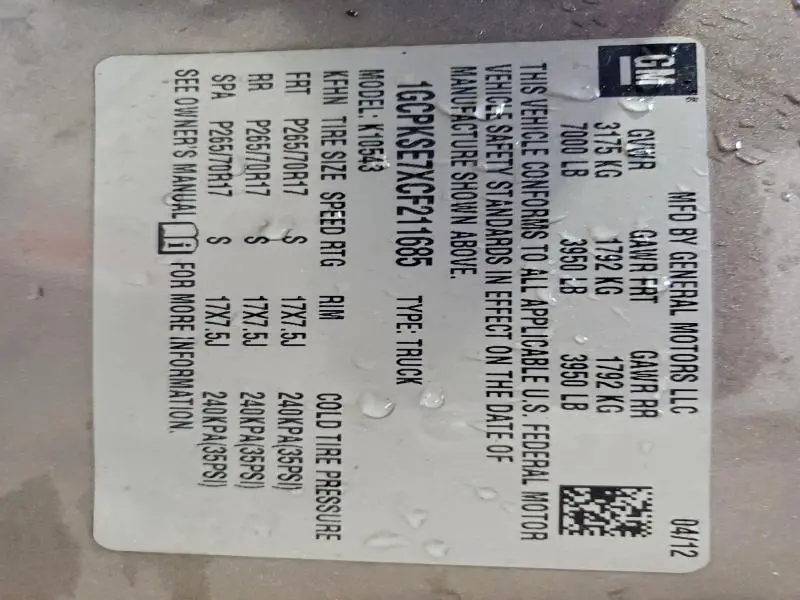 GM ®
MFD BY GENERAL MOTORS LLC 04/12
GVWR GAWR FRT GAWR RR
3175 KG 1792 KG 1792 KG
7000 LB 3950 LB 3950 LB
THIS VEHICLE CONFORMS TO ALL APPLICABLE U.S. FEDERAL MOTOR
VEHICLE SAFETY STANDARDS IN EFFECT ON THE DATE OF
MANUFACTURE SHOWN ABOVE.
1GCPKSE7XCF211685 TYPE: TRUCK
MODEL: K10543
KEHN TIRE SIZE SPEED RTG RIM COLD TIRE PRESSURE
FRT P265/70R17 S 17X7.5J 240KPA(35PSI)
RR P265/70R17 S 17X7.5J 240KPA(35PSI)
SPA P265/70R17 S 17X7.5J 240KPA(35PSI)
SEE OWNER'S MANUAL i FOR MORE INFORMATION.